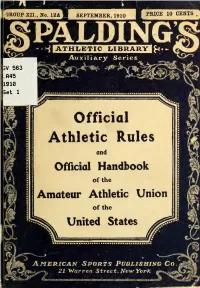 GROUP XII., No. 12A
SEPTEMBER, 1910
PRICE 10 CENTS
SPALDING'S
ATHLETIC LIBRARY
Auxiliary Series
GV 563
.A45
1910
Set 1
Official
Athletic Rules
and
Official Handbook
of the
Amateur Athletic Union
of the
United States
AMERICAN SPORTS PUBLISHING CO.
21 Warren Street, New York